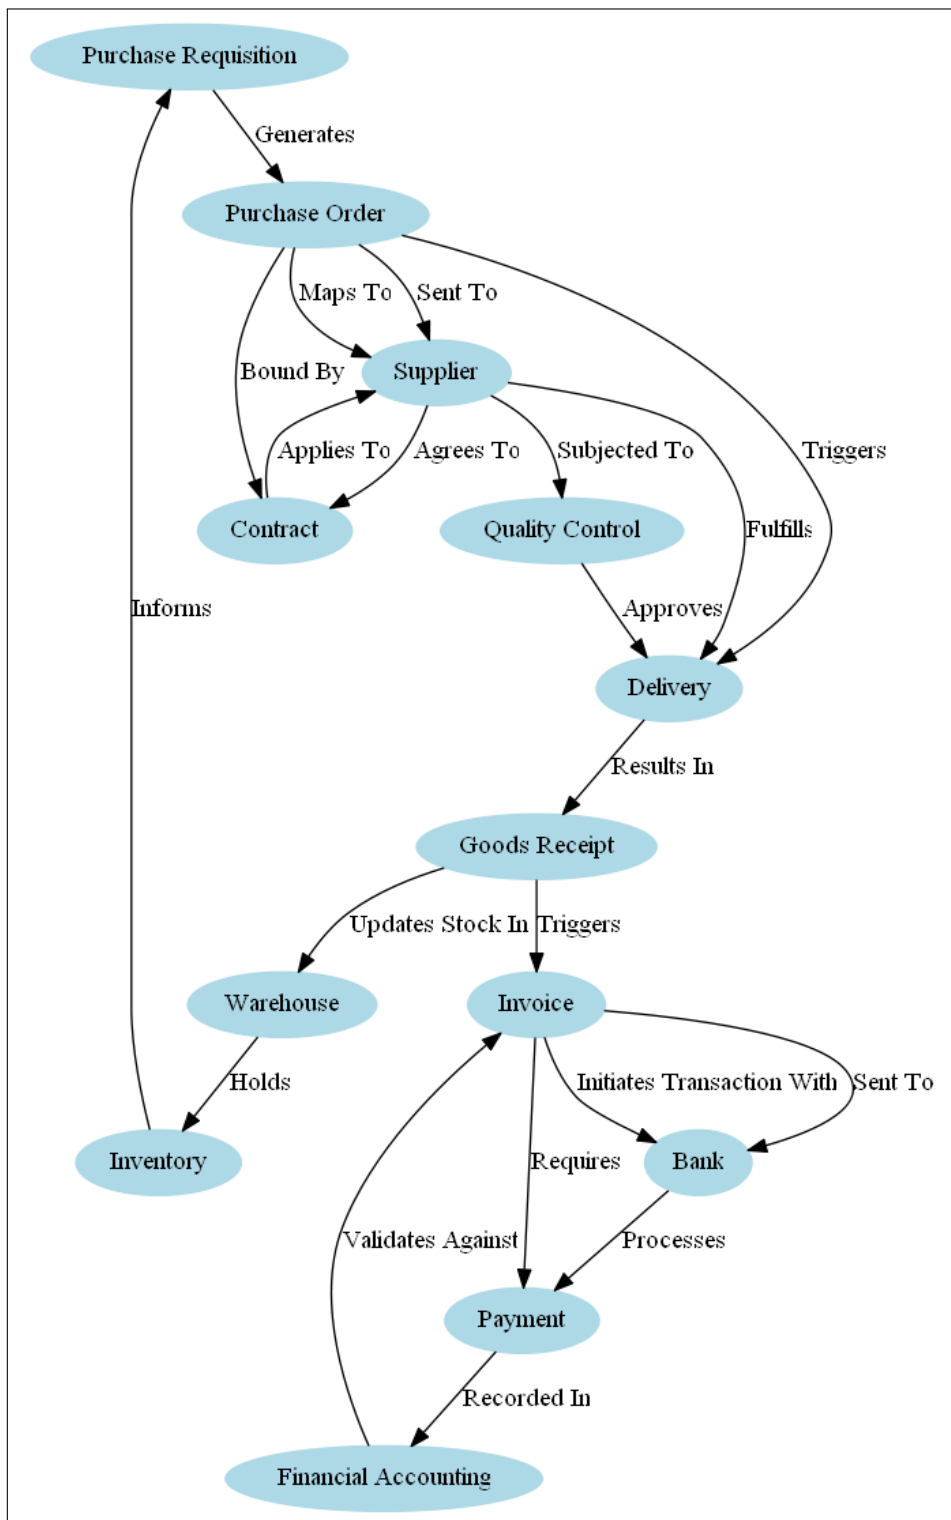 Purchase Requisition
Generates
Purchase Order
Maps To
Sent To
Bound By
Supplier
Applies To
Agrees To
Subjected To
Triggers
Contract
Quality Control
Fulfills
Informs
Approves
Delivery
Results In
Goods Receipt
Updates Stock In
Triggers
Warehouse
Invoice
Holds
Initiates Transaction With
Sent To
Inventory
Requires
Bank
Validates Against
Processes
Payment
Recorded In
Financial Accounting